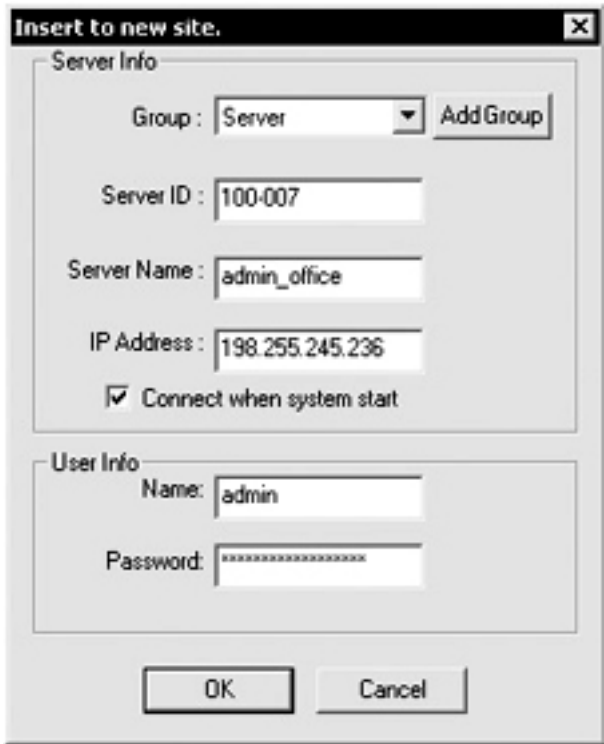 Insert to new site.
Server Info
Group : Server Add Group
Server ID : 100-007
Server Name : admin_office
IP Address : 198.255.245.236
Connect when system start
User Info
Name: admin
Password: ******************
OK Cancel